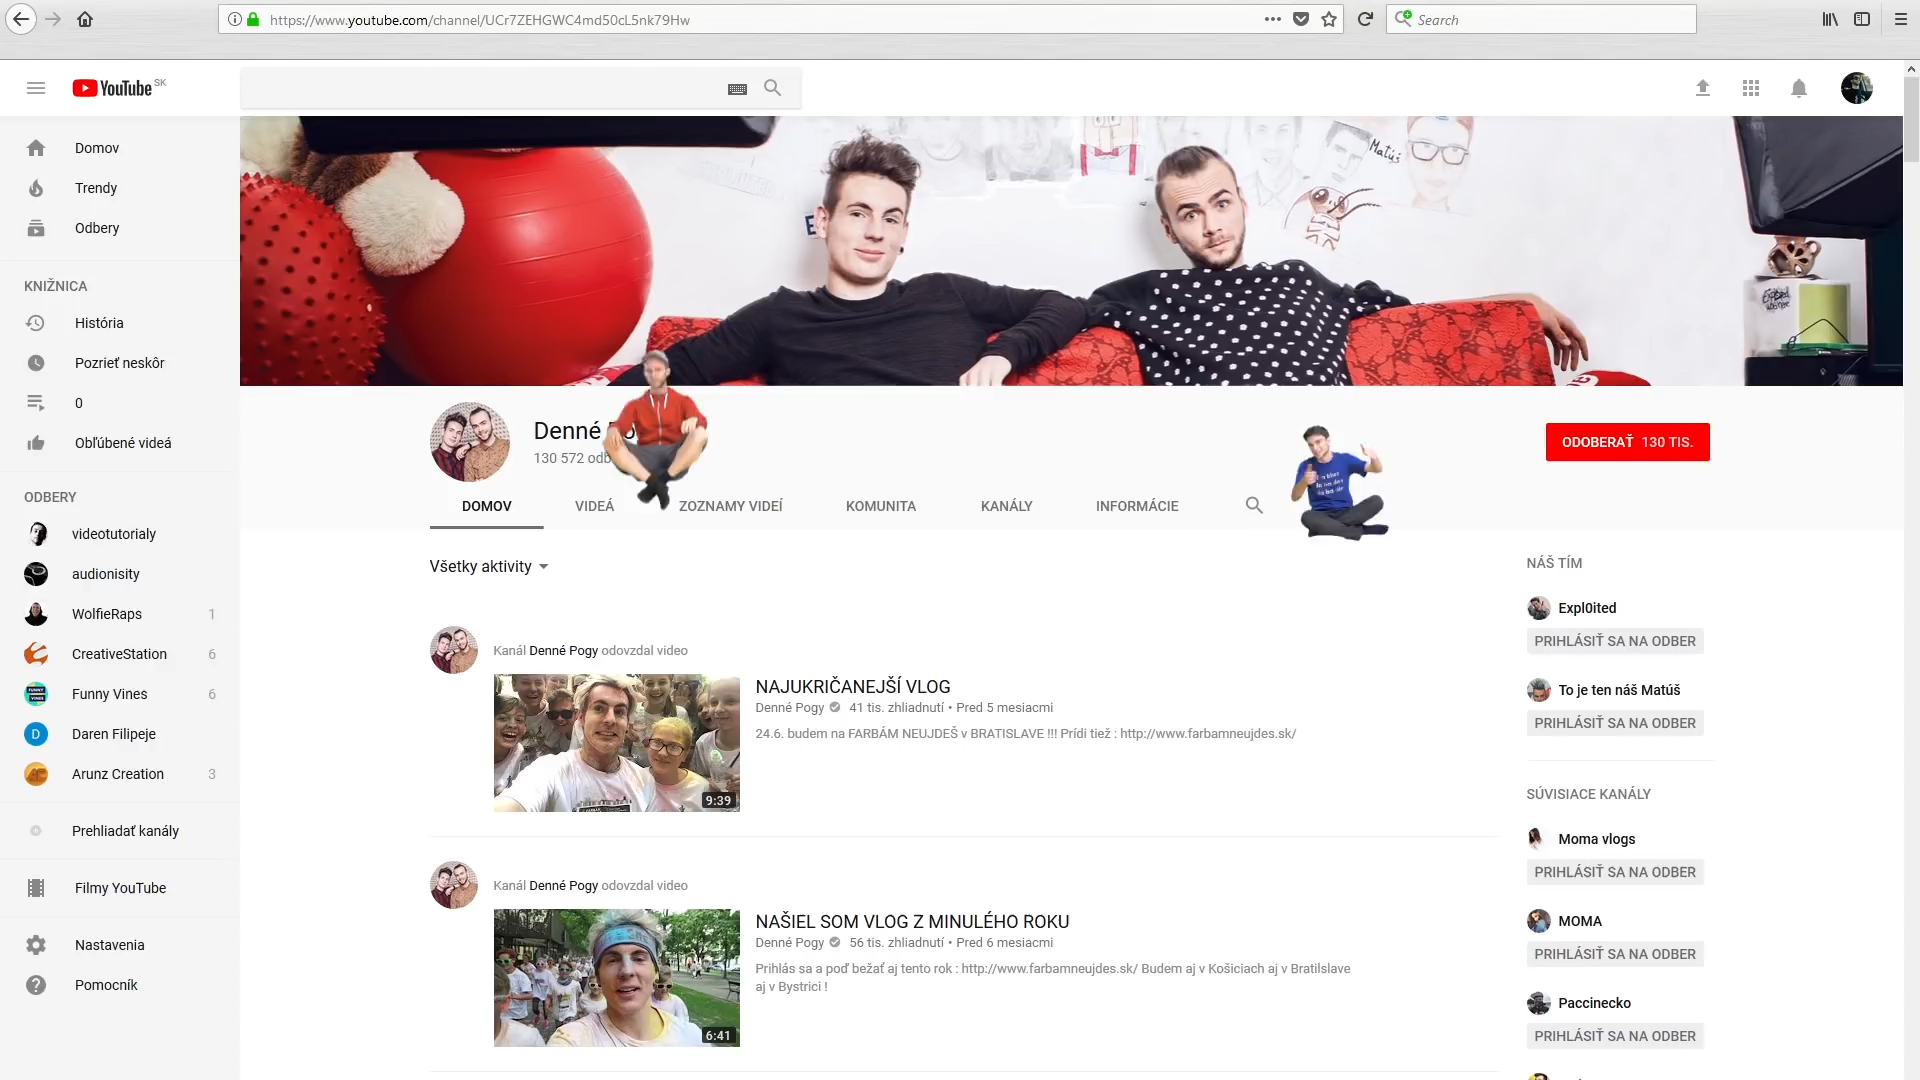 https://www.youtube.com/channel/UCr7ZEHGWC4md50cL5nk79Hw
Search
YouTube SK
Domov
Trendy
Odbery
KNIŽNICA
História
Pozrieť neskôr
0
Obľúbené videá
ODBERY
videotutorialy
audionisity
WolfieRaps 1
CreativeStation 6
Funny Vines 6
Daren Filipeje
Arunz Creation 3
Prehliadať kanály
Filmy YouTube
Nastavenia
Pomocník
Matúš
Denné
130 572
ODOBERAŤ 130 TIS.
DOMOV VIDEÁ ZOZNAMY VIDEÍ KOMUNITA KANÁLY INFORMÁCIE
Všetky aktivity
Kanál Denné Pogy odovzdal video
NAJUKRIČANEJŠÍ VLOG
Denné Pogy 41 tis. zhliadnutí • Pred 5 mesiacmi
24.6. budem na FARBÁM NEUJDEŠ v BRATISLAVE !!! Prídi tiež : http://www.farbamneujdes.sk/
9:39
Kanál Denné Pogy odovzdal video
NAŠIEL SOM VLOG Z MINULÉHO ROKU
Denné Pogy 56 tis. zhliadnutí • Pred 6 mesiacmi
Prihlás sa a poď bežať aj tento rok : http://www.farbamneujdes.sk/ Budem aj v Košiciach aj v Bratilslave
aj v Bystrici !
6:41
NÁŠ TÍM
Expl0ited
PRIHLÁSIŤ SA NA ODBER
To je ten náš Matúš
PRIHLÁSIŤ SA NA ODBER
SÚVISIACE KANÁLY
Moma vlogs
PRIHLÁSIŤ SA NA ODBER
MOMA
PRIHLÁSIŤ SA NA ODBER
Paccinecko
PRIHLÁSIŤ SA NA ODBER